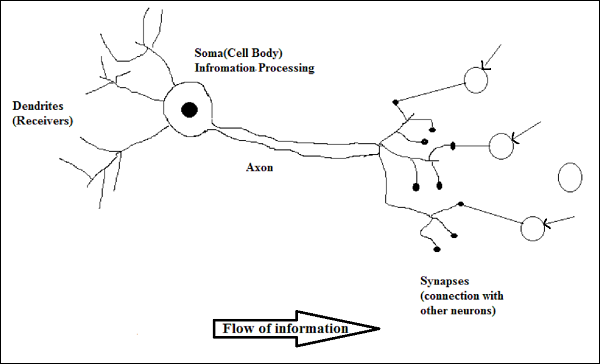 Soma(Cell Body)
Infromation Processing
Dendrites
(Receivers)
Axon
Synapses
(connection with
other neurons)
Flow of information